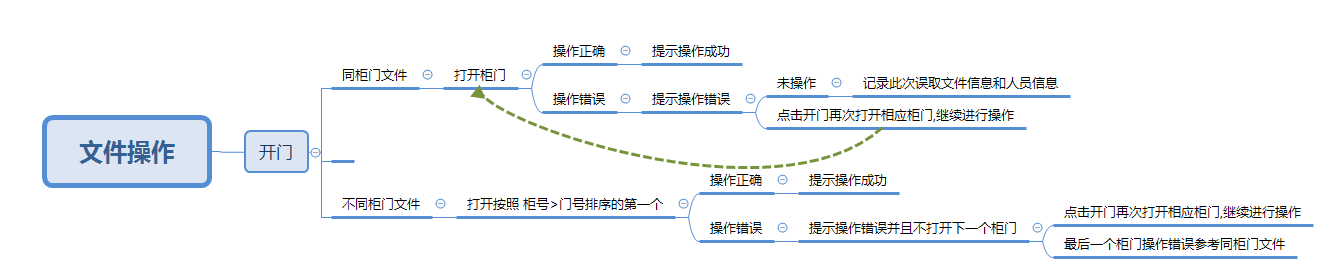 文件操作
开门
同柜门文件
打开柜门
操作正确
提示操作成功
操作错误
提示操作错误
未操作
记录此次误取文件信息和人员信息
点击开门再次打开相应柜门,继续进行操作
不同柜门文件
打开按照 柜号>门号排序的第一个
操作正确
提示操作成功
操作错误
提示操作错误并且不打开下一个柜门
点击开门再次打开相应柜门,继续进行操作
最后一个柜门操作错误参考同柜门文件